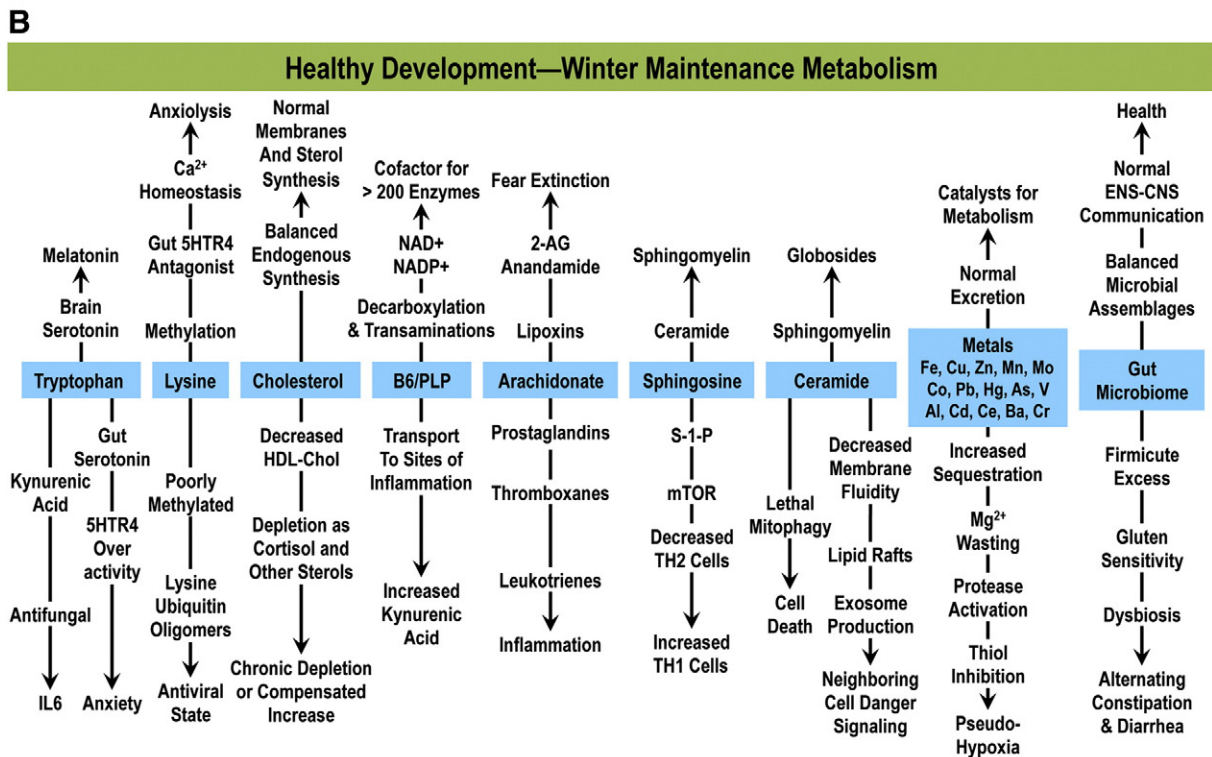 B
Healthy Development—Winter Maintenance Metabolism
Melatonin
Brain
Serotonin
Tryptophan
Kynurenic
Acid
Antifungal
IL6
Gut
Serotonin
5HTR4
Over
activity
Anxiety
Anxiolysis
Ca²⁺
Homeostasis
Gut 5HTR4
Antagonist
Methylation
Lysine
Poorly
Methylated
Lysine
Ubiquitin
Oligomers
Antiviral
State
Normal
Membranes
And Sterol
Synthesis
Balanced
Endogenous
Synthesis
Cholesterol
Decreased
HDL-Chol
Depletion as
Cortisol and
Other Sterols
Chronic Depletion
or Compensated
Increase
Cofactor for
> 200 Enzymes
NAD+
NADP+
Decarboxylation
& Transaminations
B6/PLP
Transport
To Sites of
Inflammation
Increased
Kynurenic
Acid
Fear Extinction
2-AG
Anandamide
Lipoxins
Arachidonate
Prostaglandins
Thromboxanes
Leukotrienes
Inflammation
Sphingomyelin
Ceramide
Sphingosine
S-1-P
mTOR
Decreased
TH2 Cells
Increased
TH1 Cells
Globosides
Sphingomyelin
Ceramide
Lethal
Mitophagy
Cell
Death
Decreased
Membrane
Fluidity
Lipid Rafts
Exosome
Production
Neighboring
Cell Danger
Signaling
Catalysts for
Metabolism
Normal
Excretion
Metals
Fe, Cu, Zn, Mn, Mo
Co, Pb, Hg, As, V
Al, Cd, Ce, Ba, Cr
Increased
Sequestration
Mg²⁺
Wasting
Protease
Activation
Thiol
Inhibition
Pseudo-
Hypoxia
Health
Normal
ENS-CNS
Communication
Balanced
Microbial
Assemblages
Gut
Microbiome
Firmicute
Excess
Gluten
Sensitivity
Dysbiosis
Alternating
Constipation
& Diarrhea